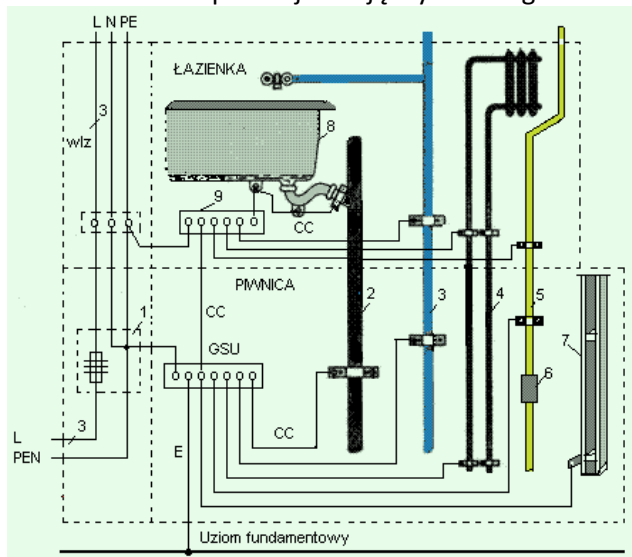 L N PE
ŁAZIENKA
3
wlz
8
9
CC
PIWNICA
2
3
4
5
7
1
CC
GSU
6
CC
3
L
PEN
E
Uziom fundamentowy